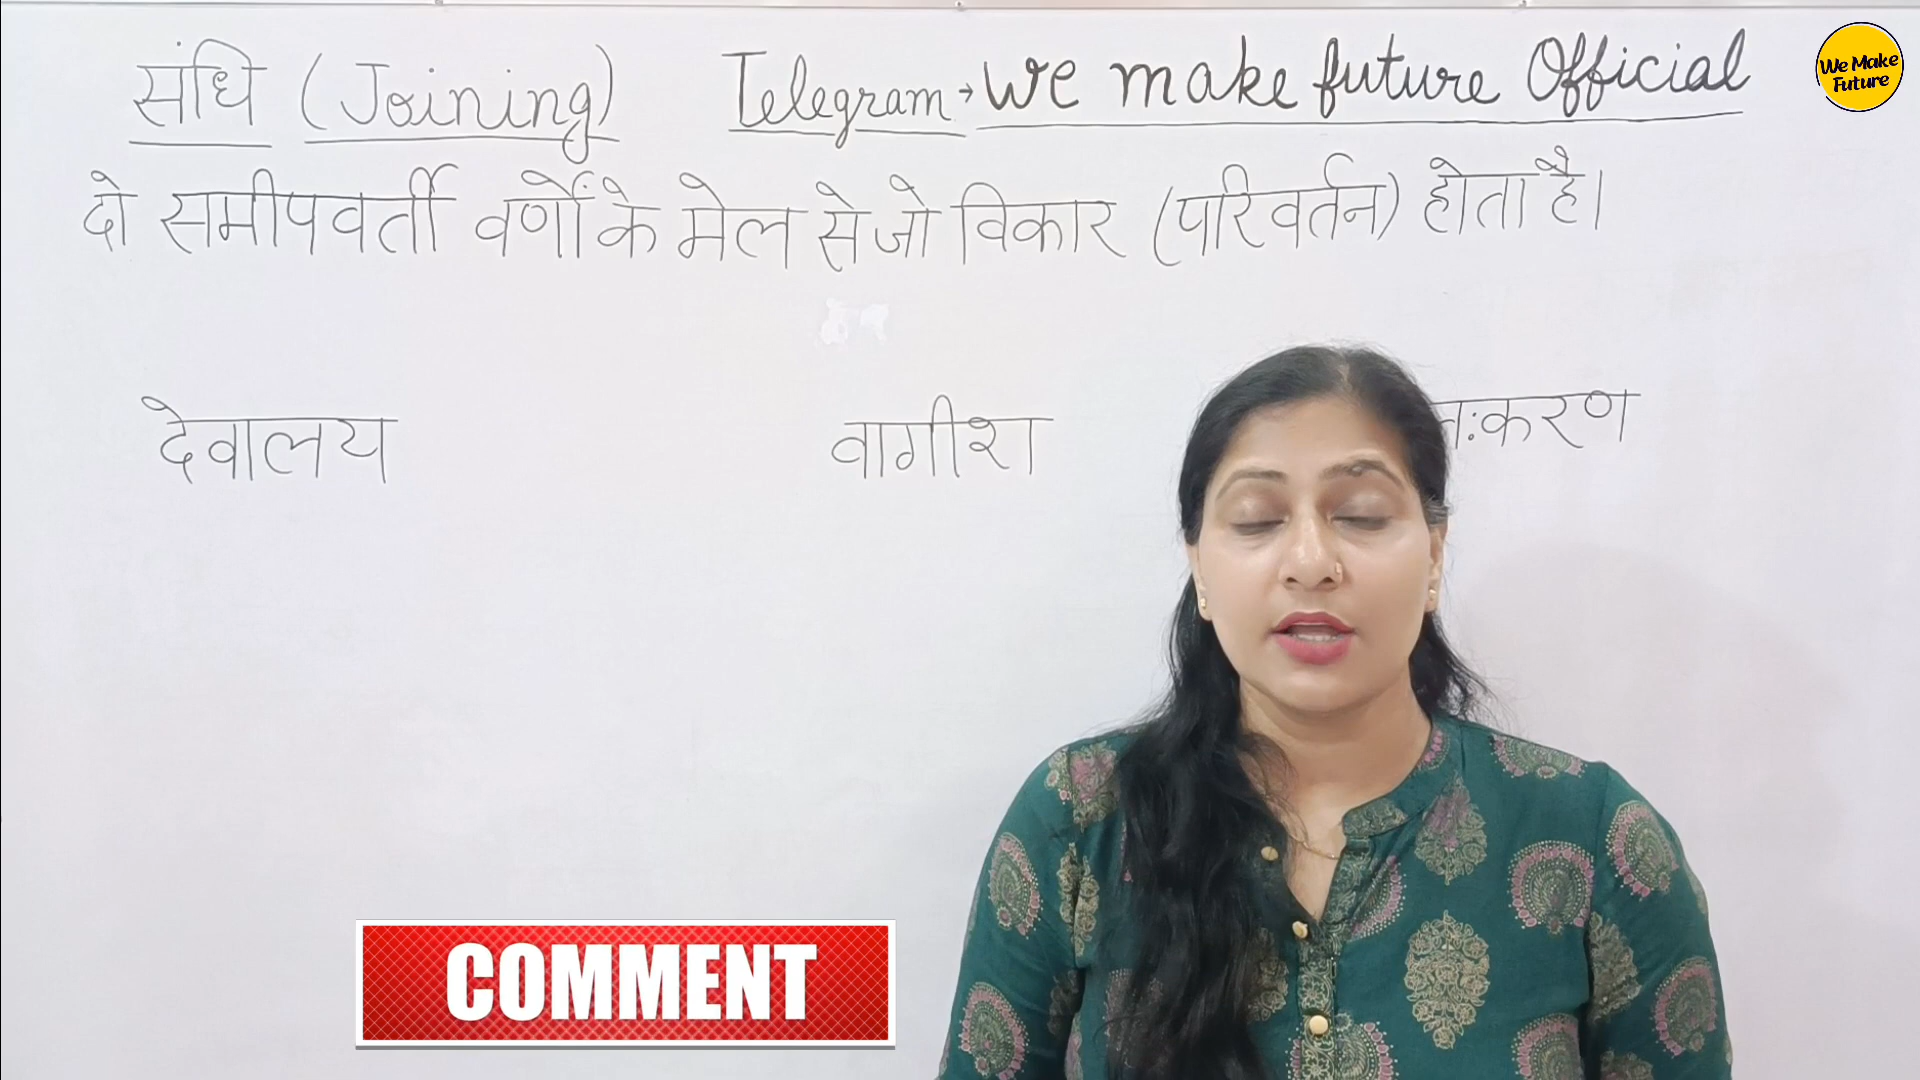 संधि (Joining) Telegram → We make future Official
We Make
Future
दो समीपवर्ती वर्णों के मेल से जो विकार (परिवर्तन) होता है।
देवालय वागीश
COMMENT